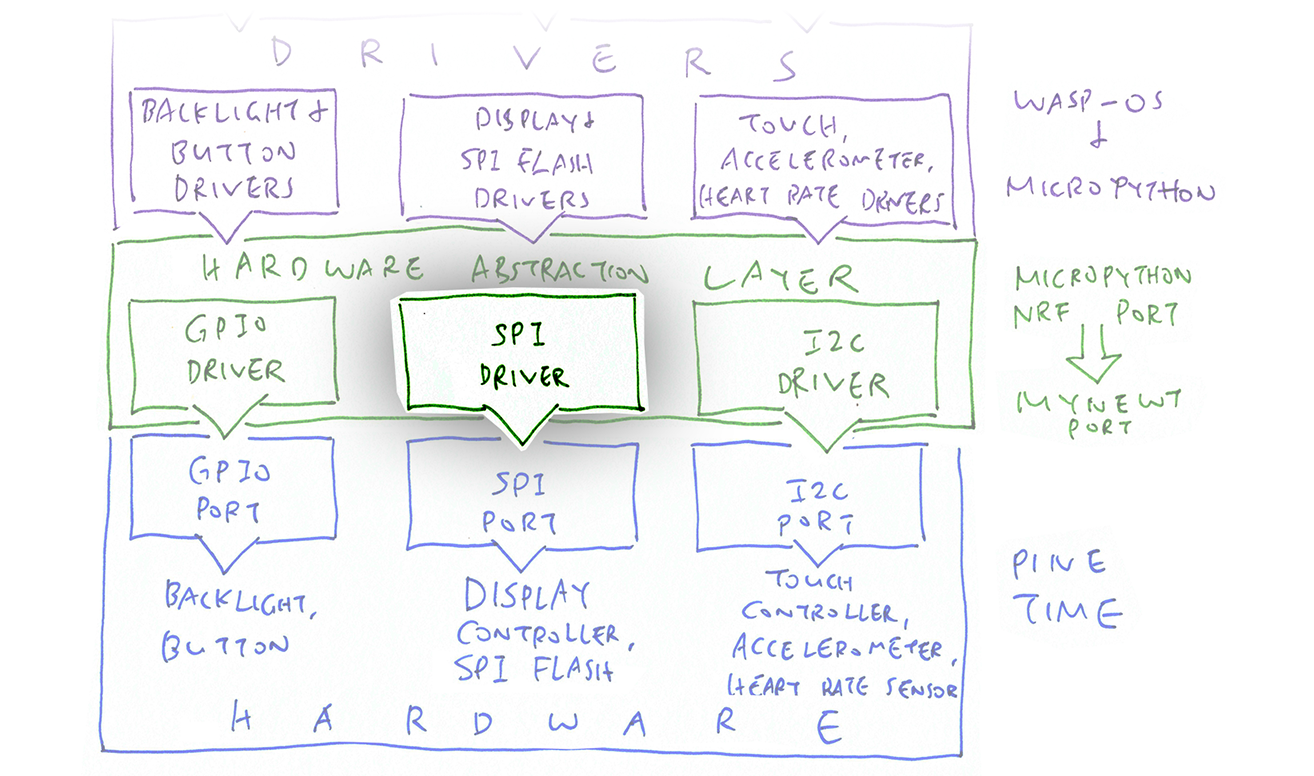 DRIVERS
BACKLIGHT &
BUTTON
DRIVERS
DISPLAY &
SPI FLASH
DRIVERS
TOUCH,
ACCELEROMETER,
HEART RATE DRIVERS
WASP-OS
↓
MICROPYTHON
HARDWARE ABSTRACTION LAYER
GPIO
DRIVER
SPI
DRIVER
I2C
DRIVER
MICROPYTHON
NRF PORT
MYNEWT
PORT
GPIO
PORT
SPI
PORT
I2C
PORT
BACKLIGHT,
BUTTON
DISPLAY
CONTROLLER,
SPI FLASH
TOUCH
CONTROLLER,
ACCELEROMETER,
HEART RATE SENSOR
PINE
TIME
HARDWARE